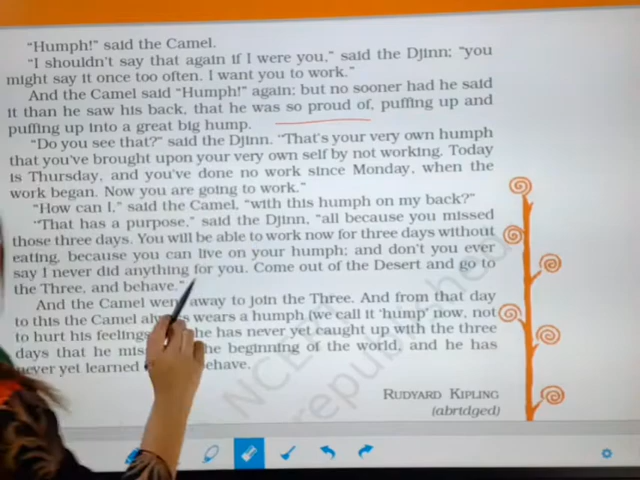 “Humph!” said the Camel.
“I shouldn’t say that again if I were you,” said the Djinn; “you
might say it once too often. I want you to work.”
And the Camel said “Humph!” again; but no sooner had he said
it than he saw his back, that he was so proud of, puffing up and
puffing up into a great big hump.
“Do you see that?” said the Djinn. “That’s your very own humph
that you’ve brought upon your very own self by not working. Today
is Thursday, and you’ve done no work since Monday, when the
work began. Now you are going to work.”
“How can I,” said the Camel, “with this humph on my back?”
“That has a purpose,” said the Djinn, “all because you missed
those three days. You will be able to work now for three days without
eating, because you can live on your humph; and don’t you ever
say I never did anything for you. Come out of the Desert and go to
the Three, and behave.”
And the Camel went away to join the Three. And from that day
to this the Camel wears a humph (we call it ‘hump’ now, not
to hurt his feelings he has never yet caught up with the three
days that he the beginning of the world, and he has
never yet learned
RUDYARD KIPLING
(abridged)
NCERT
republished